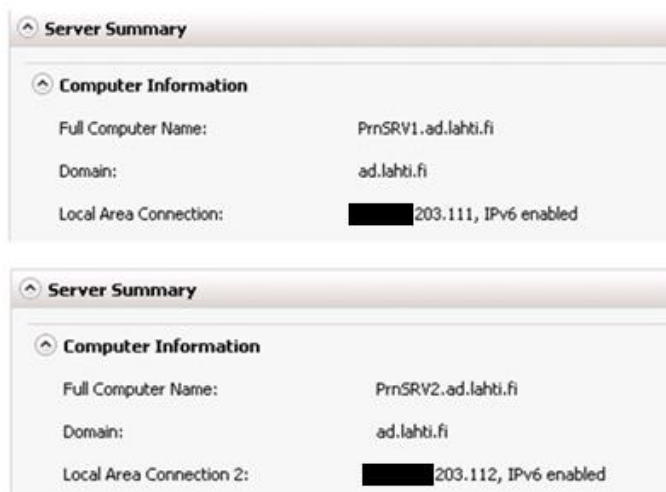 Server Summary
Computer Information
Full Computer Name: PrnSRV1.ad.lahti.fi
Domain: ad.lahti.fi
Local Area Connection: 203.111, IPv6 enabled
Server Summary
Computer Information
Full Computer Name: PrnSRV2.ad.lahti.fi
Domain: ad.lahti.fi
Local Area Connection 2: 203.112, IPv6 enabled